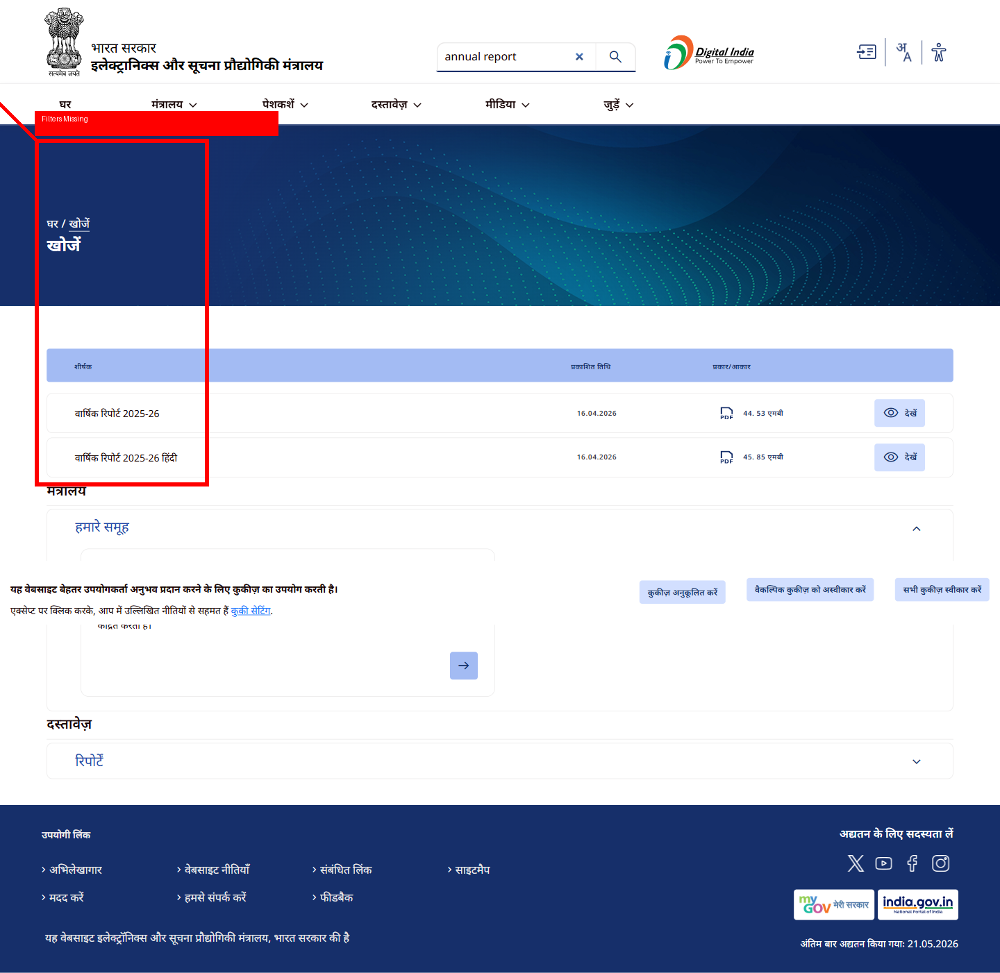 सत्यमेव जयते
भारत सरकार
इलेक्ट्रानिक्स और सूचना प्रौद्योगिकी मंत्रालय
annual report
Digital India
Power To Empower
अ A
घर मंत्रालय पेशकशें दस्तावेज़ मीडिया जुड़ें
Filters Missing
घर / खोजें
खोजें
शीर्षक प्रकाशित तिथि प्रकार/आकार
वार्षिक रिपोर्ट 2025-26 16.04.2026 PDF 44. 53 एमबी देखें
वार्षिक रिपोर्ट 2025-26 हिंदी 16.04.2026 PDF 45. 85 एमबी देखें
मंत्रालय
हमारे समूह
यह वेबसाइट बेहतर उपयोगकर्ता अनुभव प्रदान करने के लिए कुकीज़ का उपयोग करती है।
कुकीज़ अनुकूलित करें वैकल्पिक कुकीज़ को अस्वीकार करें सभी कुकीज़ स्वीकार करें
एक्सेप्ट पर क्लिक करके, आप में उल्लिखित नीतियों से सहमत हैं कुकी सेटिंग.
करता है।
दस्तावेज़
रिपोर्टें
उपयोगी लिंक
अद्यतन के लिए सदस्यता लें
अभिलेखागार वेबसाइट नीतियाँ संबंधित लिंक साइटमैप
मदद करें हमसे संपर्क करें फीडबैक
my GOV मेरी सरकार
india.gov.in
National Portal of India
यह वेबसाइट इलेक्ट्रॉनिक्स और सूचना प्रौद्योगिकी मंत्रालय, भारत सरकार की है
अंतिम बार अद्यतन किया गयाः 21.05.2026